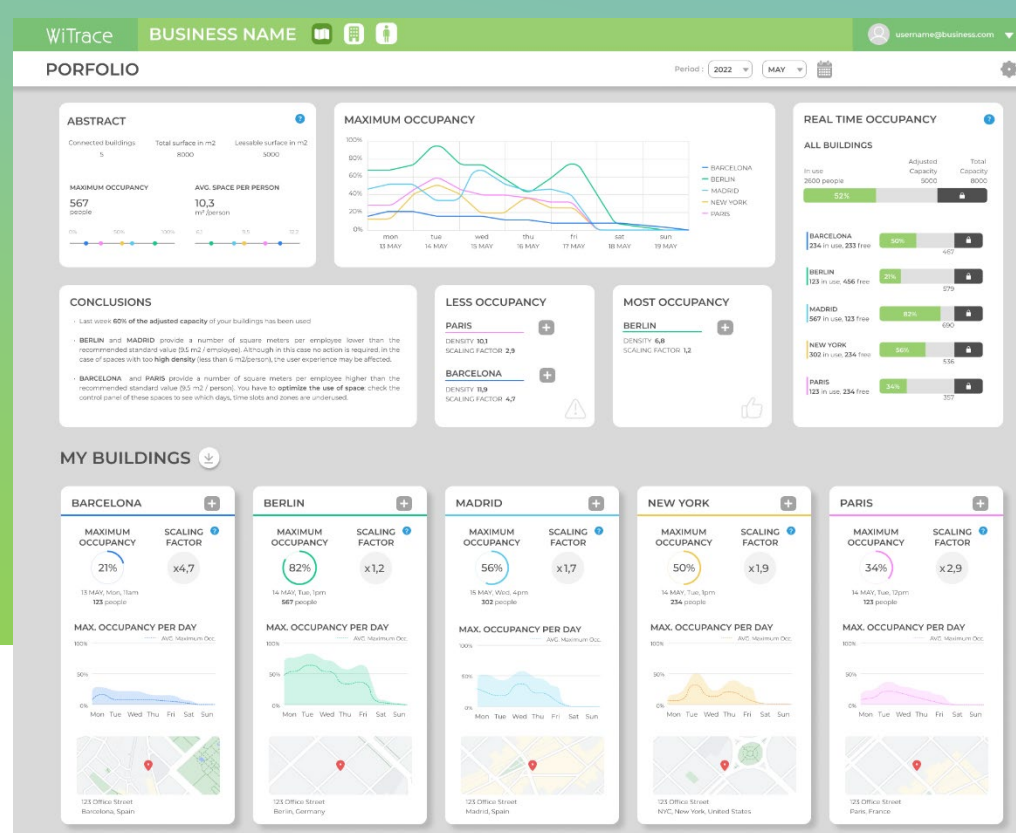 WiTrace
BUSINESS NAME
username@business.com
PORFOLIO
Period : 2022 MAY
ABSTRACT
Connected buildings
5
Total surface in m2
8000
Leesable surface in m2
5000
MAXIMUM OCCUPANCY
567
people
AVG. SPACE PER PERSON
10,3
m² /person
0% 50% 100%
MAXIMUM OCCUPANCY
100%
80%
60%
40%
20%
0%
mon tue wed thu fri sat sun
13 MAY 14 MAY 15 MAY 16 MAY 17 MAY 18 MAY 19 MAY
BARCELONA
BERLIN
MADRID
NEW YORK
PARIS
REAL TIME OCCUPANCY
ALL BUILDINGS
In use
2600 people
Adjusted
Capacity
5000
Total
Capacity
8000
52%
BARCELONA
234 in use, 233 free
50%
467
BERLIN
123 in use, 456 free
21%
579
MADRID
567 in use, 123 free
82%
690
NEW YORK
302 in use, 234 free
56%
536
PARIS
123 in use, 234 free
34%
357
CONCLUSIONS
· Last week 60% of the adjusted capacity of your buildings has been used
· BERLIN and MADRID provide a number of square meters per employee lower than the
recommended standard value (9.5 m2 / employee). Although in this case no action is required, in the
case of spaces with too high density (less than 6 m2/person), the user experience may be affected.
· BARCELONA and PARIS provide a number of square meters per employee higher than the
recommended standard value (9.5 m2 / person). You have to optimize the use of space: check the
control panel of these spaces to see which days, time slots and zones are underused.
LESS OCCUPANCY
PARIS
DENSITY 10,1
SCALING FACTOR 2,9
BARCELONA
DENSITY 11,9
SCALING FACTOR 4,7
MOST OCCUPANCY
BERLIN
DENSITY 6,8
SCALING FACTOR 1,2
MY BUILDINGS
BARCELONA
MAXIMUM
OCCUPANCY
SCALING
FACTOR
21%
x4,7
13 MAY, Mon, 11am
123 people
MAX. OCCUPANCY PER DAY
AVG. Maximum Occ.
100%
50%
0%
Mon Tue Wed Thu Fri Sat Sun
123 Office Street
Barcelona, Spain
BERLIN
MAXIMUM
OCCUPANCY
SCALING
FACTOR
82%
x1,2
14 MAY, Tue, 1pm
567 people
MAX. OCCUPANCY PER DAY
AVG. Maximum Occ.
100%
50%
0%
Mon Tue Wed Thu Fri Sat Sun
123 Office Street
Berlin, Germany
MADRID
MAXIMUM
OCCUPANCY
SCALING
FACTOR
56%
x1,7
15 MAY, Wed, 4pm
302 people
MAX. OCCUPANCY PER DAY
AVG. Maximum Occ.
100%
50%
0%
Mon Tue Wed Thu Fri Sat Sun
123 Office Street
Madrid, Spain
NEW YORK
MAXIMUM
OCCUPANCY
SCALING
FACTOR
50%
x1,9
14 MAY, Tue, 1pm
234 people
MAX. OCCUPANCY PER DAY
AVG. Maximum Occ.
100%
50%
0%
Mon Tue Wed Thu Fri Sat Sun
123 Office Street
NYC, New York, United States
PARIS
MAXIMUM
OCCUPANCY
SCALING
FACTOR
34%
x2,9
14 MAY, Tue, 12pm
123 people
MAX. OCCUPANCY PER DAY
AVG. Maximum Occ.
100%
50%
0%
Mon Tue Wed Thu Fri Sat Sun
123 Office Street
Paris, France